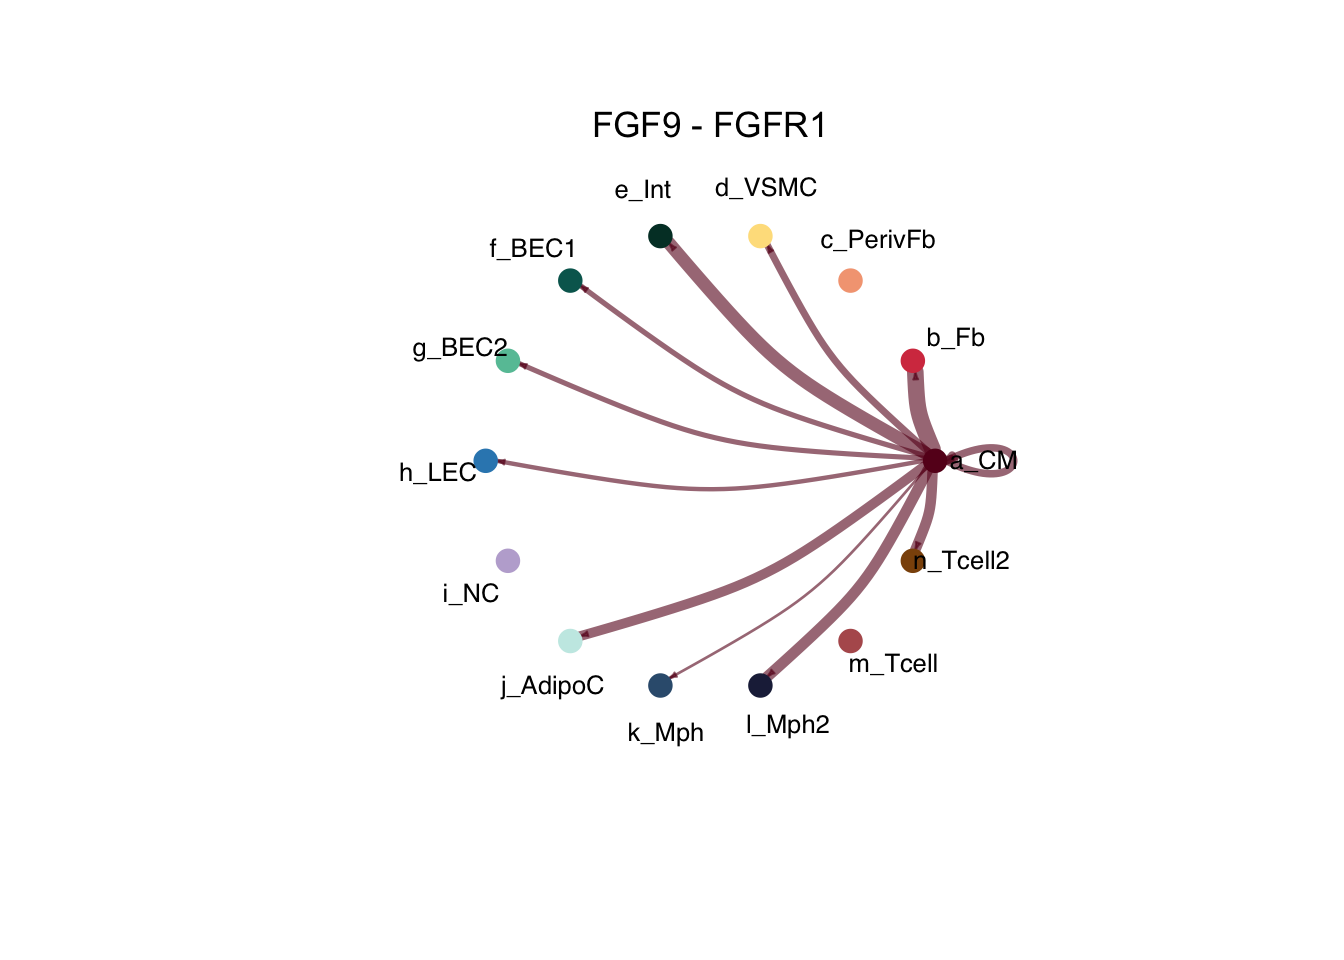 FGF9 - FGFR1
e_Int
d_VSMC
c_PerivFb
f_BEC1
b_Fb
g_BEC2
a_CM
h_LEC
n_Tcell2
i_NC
m_Tcell
j_AdipoC
l_Mph2
k_Mph